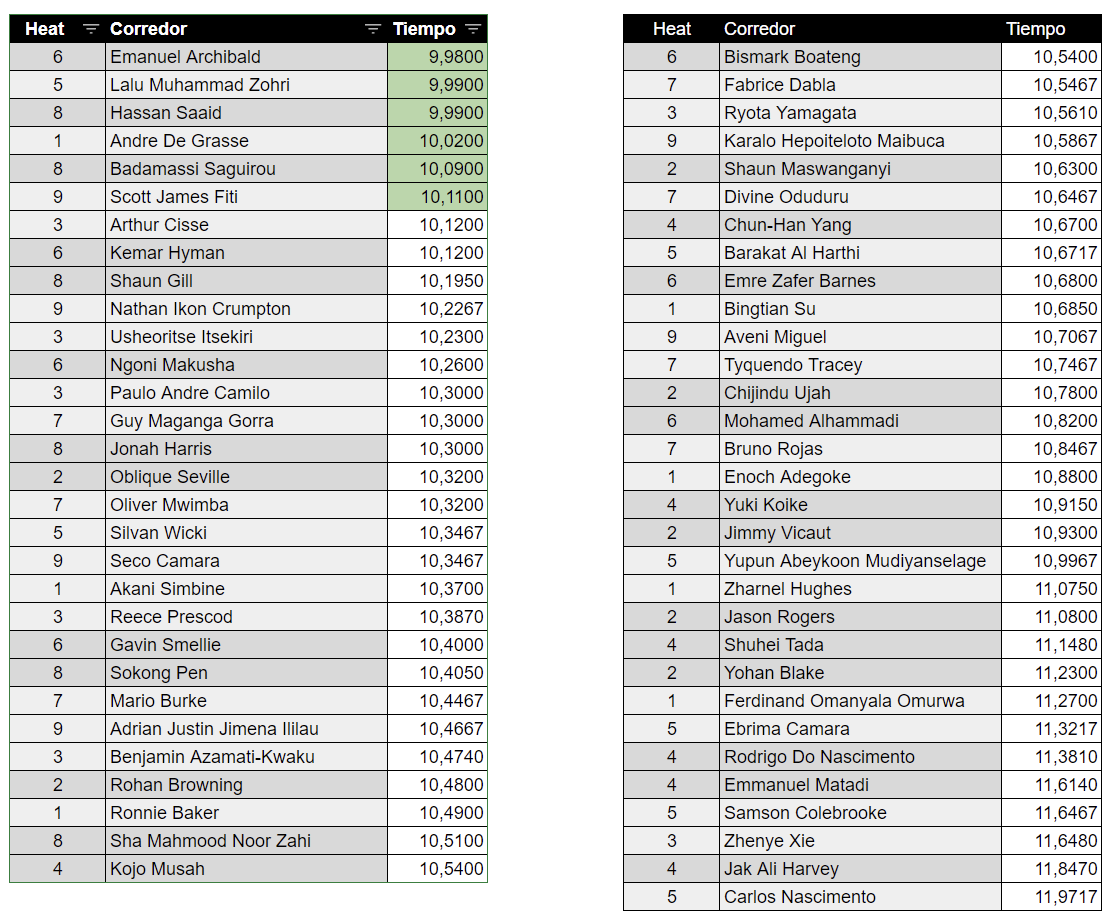 Heat Corredor Tiempo
6 Emanuel Archibald 9,9800
5 Lalu Muhammad Zohri 9,9900
8 Hassan Saaid 9,9900
1 Andre De Grasse 10,0200
8 Badamassi Saguirou 10,0900
9 Scott James Fiti 10,1100
3 Arthur Cisse 10,1200
6 Kemar Hyman 10,1200
8 Shaun Gill 10,1950
9 Nathan Ikon Crumpton 10,2267
3 Usheoritse Itsekiri 10,2300
6 Ngoni Makusha 10,2600
3 Paulo Andre Camilo 10,3000
7 Guy Maganga Gorra 10,3000
8 Jonah Harris 10,3000
2 Oblique Seville 10,3200
7 Oliver Mwimba 10,3200
5 Silvan Wicki 10,3467
9 Seco Camara 10,3467
1 Akani Simbine 10,3700
3 Reece Prescod 10,3870
6 Gavin Smellie 10,4000
8 Sokong Pen 10,4050
7 Mario Burke 10,4467
9 Adrian Justin Jimena Ililau 10,4667
3 Benjamin Azamati-Kwaku 10,4740
2 Rohan Browning 10,4800
1 Ronnie Baker 10,4900
8 Sha Mahmood Noor Zahi 10,5100
4 Kojo Musah 10,5400
Heat Corredor Tiempo
6 Bismark Boateng 10,5400
7 Fabrice Dabla 10,5467
3 Ryota Yamagata 10,5610
9 Karalo Hepoiteloto Maibuca 10,5867
2 Shaun Maswanganyi 10,6300
7 Divine Oduduru 10,6467
4 Chun-Han Yang 10,6700
5 Barakat Al Harthi 10,6717
6 Emre Zafer Barnes 10,6800
1 Bingtian Su 10,6850
9 Aveni Miguel 10,7067
7 Tyquendo Tracey 10,7467
2 Chijindu Ujah 10,7800
6 Mohamed Alhammadi 10,8200
7 Bruno Rojas 10,8467
1 Enoch Adegoke 10,8800
4 Yuki Koike 10,9150
2 Jimmy Vicaut 10,9300
5 Yupun Abeykoon Mudiyanselage 10,9967
1 Zharnel Hughes 11,0750
2 Jason Rogers 11,0800
4 Shuhei Tada 11,1480
2 Yohan Blake 11,2300
1 Ferdinand Omanyala Omurwa 11,2700
5 Ebrima Camara 11,3217
4 Rodrigo Do Nascimento 11,3810
4 Emmanuel Matadi 11,6140
5 Samson Colebrooke 11,6467
3 Zhenye Xie 11,6480
4 Jak Ali Harvey 11,8470
5 Carlos Nascimento 11,9717